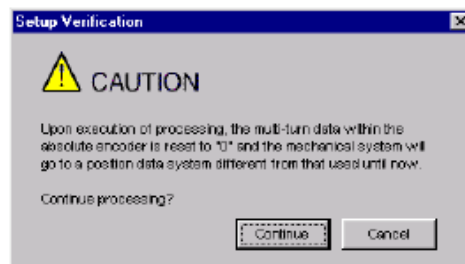 Setup Verification
CAUTION
Upon execution of processing, the multi-turn data within the
absolute encoder is reset to "0" and the mechanical system will
go to a position data system different from that used until now.
Continue processing?
Continue Cancel